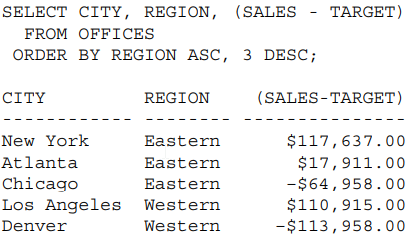 SELECT CITY, REGION, (SALES - TARGET)
FROM OFFICES
ORDER BY REGION ASC, 3 DESC;
CITY REGION (SALES-TARGET)
------------ -------- ---------------
New York Eastern $117,637.00
Atlanta Eastern $17,911.00
Chicago Eastern -$64,958.00
Los Angeles Western $110,915.00
Denver Western -$113,958.00